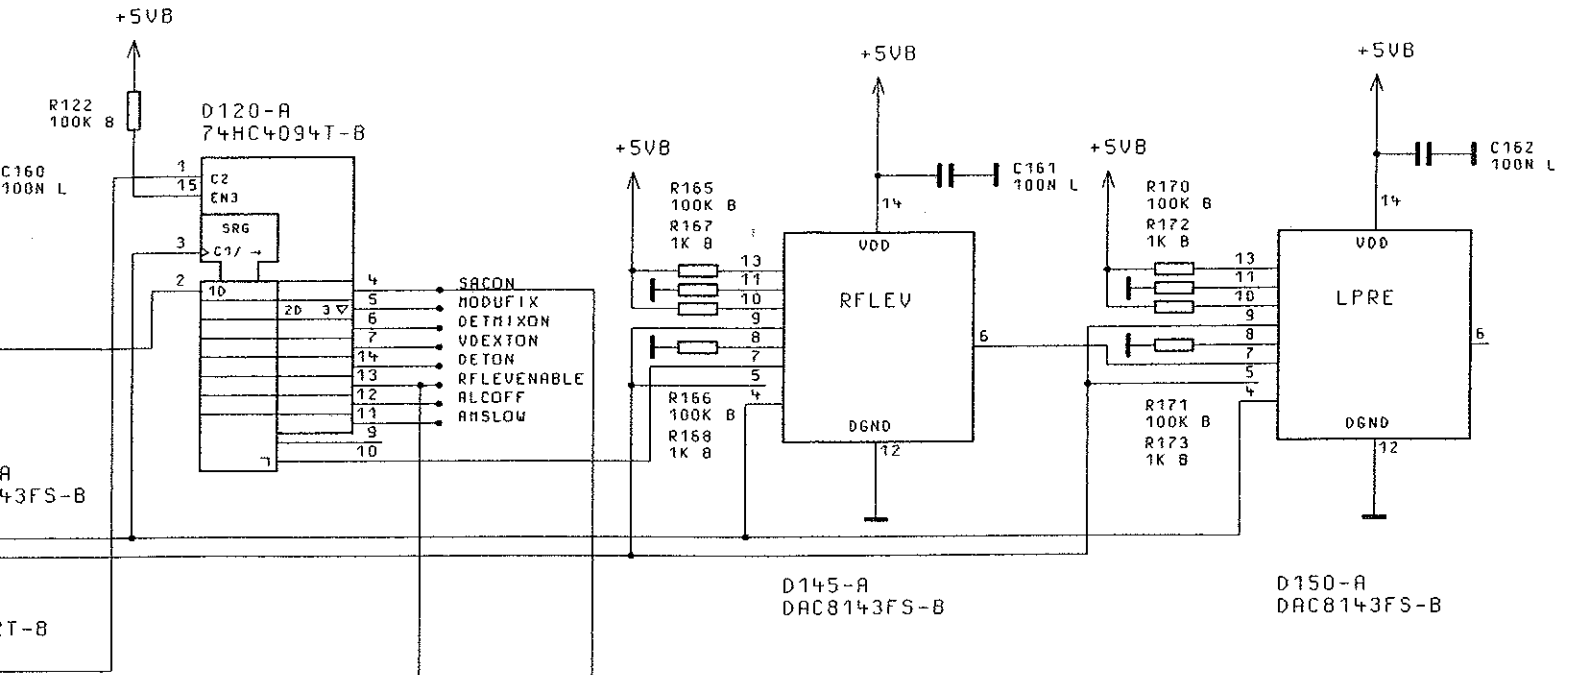 +5VB
R122
100K B
D120-A
74HC4094T-B
C160
100N L
1
15
C2
EN3
SRG
3
C1/ →
2
1D
2D 3 ▽
4
5
6
7
14
13
12
11
9
10
SACON
MODUFIX
DETMIXON
VDEXTON
DETON
RFLEVENABLE
ALCOFF
AMSLOW
A
43FS-B
2T-B
+5VB
R165
100K B
R167
1K B
+5VB
C161
100N L
14
VDD
RFLEV
13
11
10
9
8
7
5
4
6
DGND
12
R166
100K B
R168
1K B
D145-A
DAC8143FS-B
+5VB
R170
100K B
R172
1K B
+5VB
C162
100N L
14
VDD
LPRE
13
11
10
9
8
7
5
4
6
DGND
12
R171
100K B
R173
1K B
D150-A
DAC8143FS-B